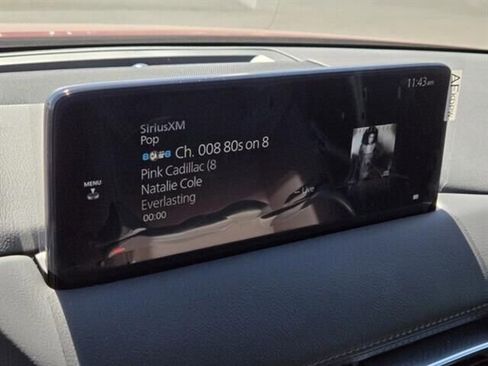 11:43 am
SiriusXM
Pop
Ch. 008 80s on 8
Pink Cadillac (8
Natalie Cole
Everlasting
00:00
MENU
Live